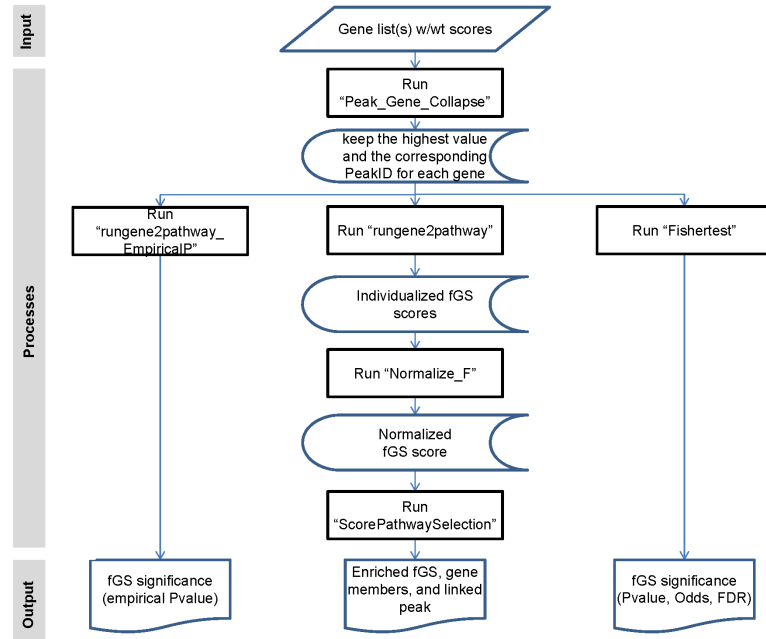 Input
Gene list(s) w/wt scores
Processes
Run
“Peak_Gene_Collapse”
keep the highest value
and the corresponding
PeakID for each gene
Run
“rungene2pathway_
EmpiricalP”
Run “rungene2pathway”
Run “Fishertest”
Individualized fGS
scores
Run “Normalize_F”
Normalized
fGS score
Run
“ScorePathwaySelection”
Output
fGS significance
(empirical Pvalue)
Enriched fGS, gene
members, and linked
peak
fGS significance
(Pvalue, Odds, FDR)